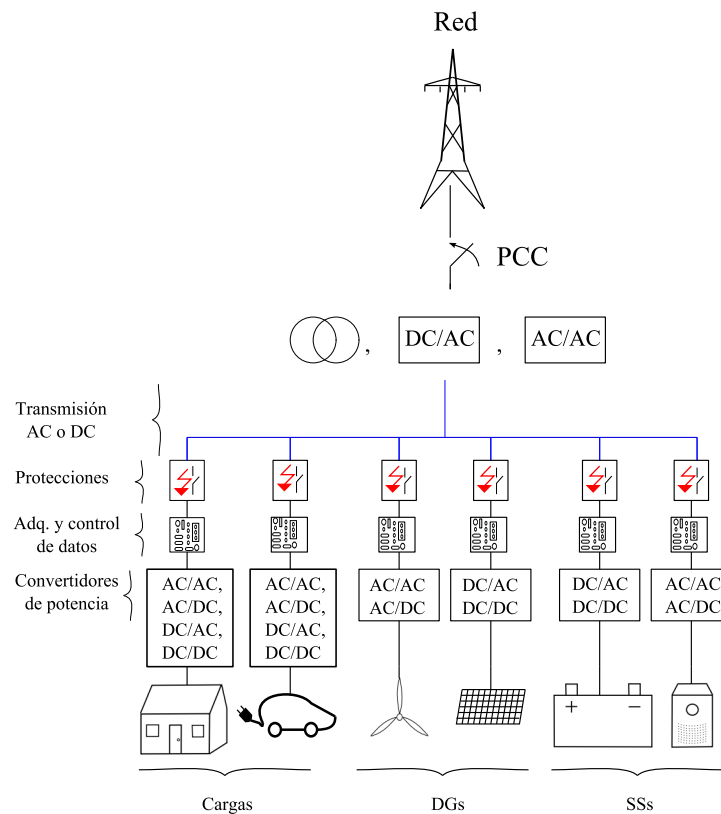 Red
PCC
, DC/AC , AC/AC
Transmisión
AC o DC
Protecciones
Adq. y control
de datos
Convertidores
de potencia
AC/AC,
AC/DC,
DC/AC,
DC/DC
AC/AC,
AC/DC,
DC/AC,
DC/DC
AC/AC
AC/DC
DC/AC
DC/DC
DC/AC
DC/DC
AC/AC
AC/DC
+ −
Cargas
DGs
SSs